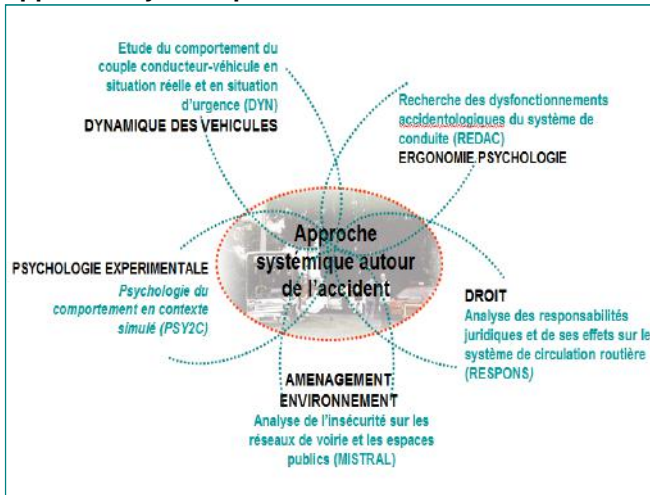 Etude du comportement du
couple conducteur-véhicule en
situation réelle et en situation
d'urgence (DYN)
DYNAMIQUE DES VEHICULES
Recherche des dysfonctionnements
accidentologiques du système de
conduite (REDAC)
ERGONOMIE PSYCHOLOGIE
Approche
systémique autour
de l'accident
PSYCHOLOGIE EXPERIMENTALE
Psychologie du
comportement en contexte
simulé (PSY2C)
DROIT
Analyse des responsabilités
juridiques et de ses effets sur le
système de circulation routière
(RESPONS)
AMENAGEMENT
ENVIRONNEMENT
Analyse de l'insécurité sur les
réseaux de voirie et les espaces
publics (MISTRAL)